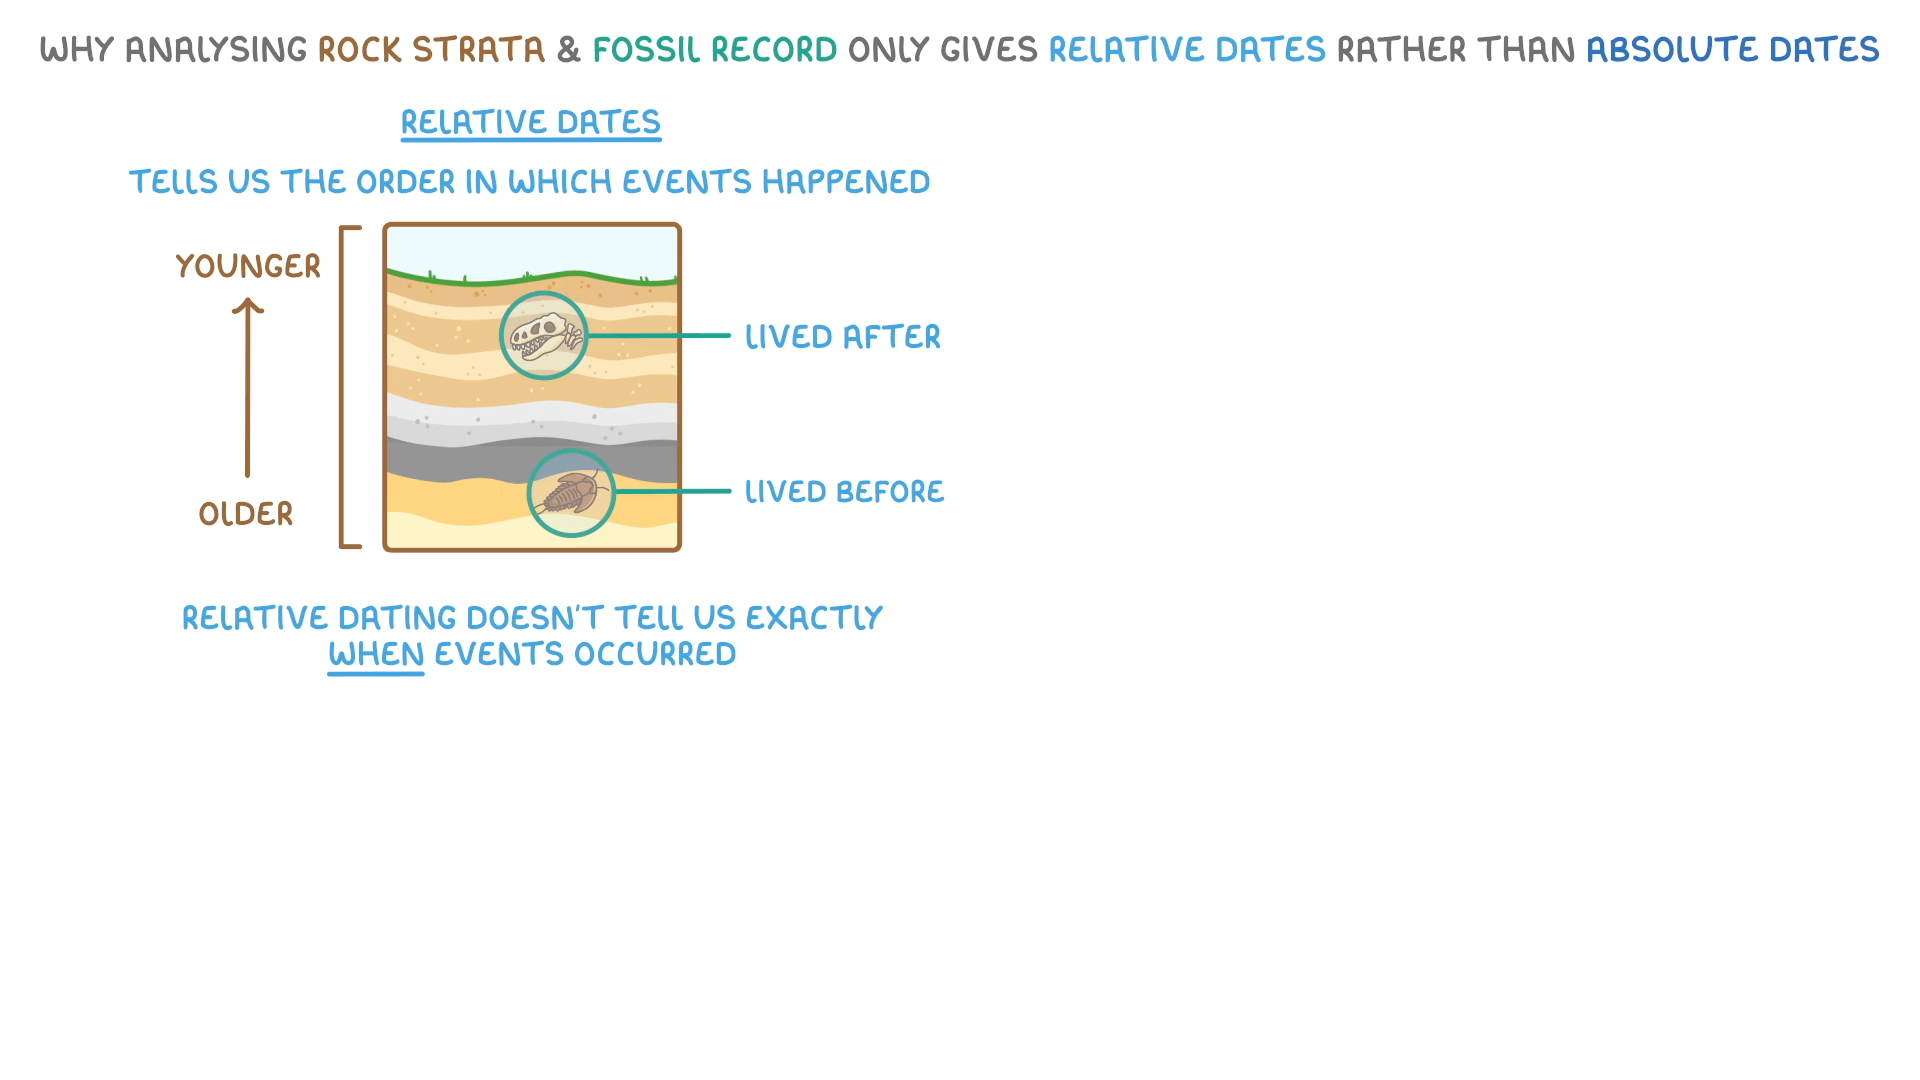 WHY ANALYSING ROCK STRATA & FOSSIL RECORD ONLY GIVES RELATIVE DATES RATHER THAN ABSOLUTE DATES
RELATIVE DATES
TELLS US THE ORDER IN WHICH EVENTS HAPPENED
YOUNGER
LIVED AFTER
LIVED BEFORE
OLDER
RELATIVE DATING DOESN'T TELL US EXACTLY
WHEN EVENTS OCCURRED